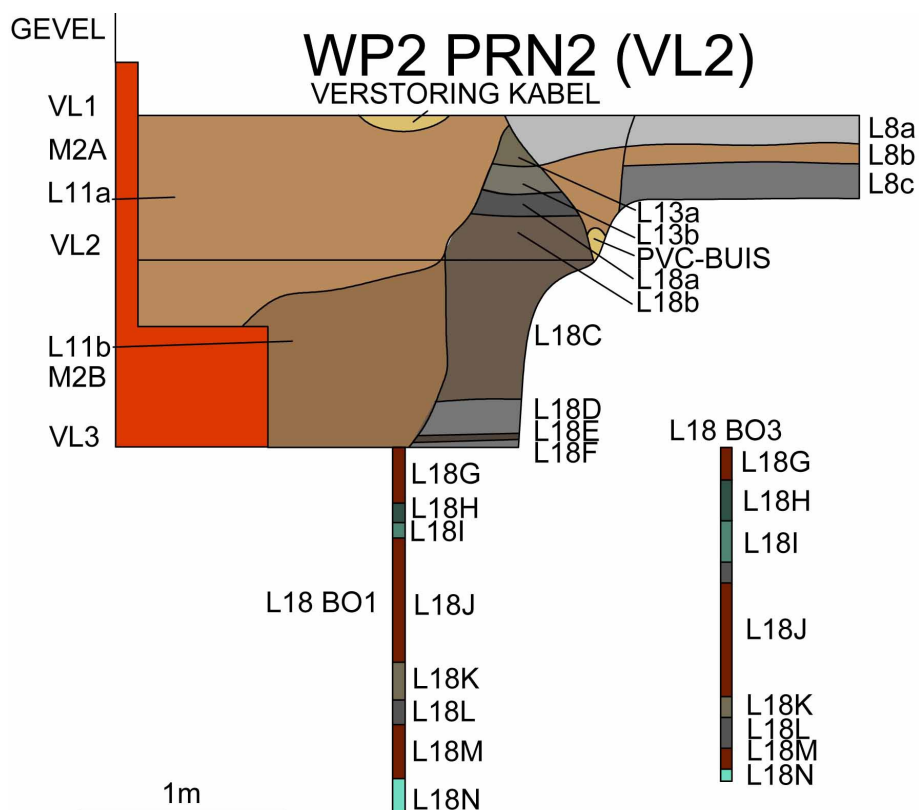 GEVEL
WP2 PRN2 (VL2)
VERSTORING KABEL
VL1
M2A
L11a
VL2
L11b
M2B
VL3
L8a
L8b
L8c
L13a
L13b
PVC-BUIS
L18a
L18b
L18C
L18D
L18E
L18F
L18G
L18H
L18I
L18 BO1
L18J
L18K
L18L
L18M
L18N
1m
L18 BO3
L18G
L18H
L18I
L18J
L18K
L18L
L18M
L18N